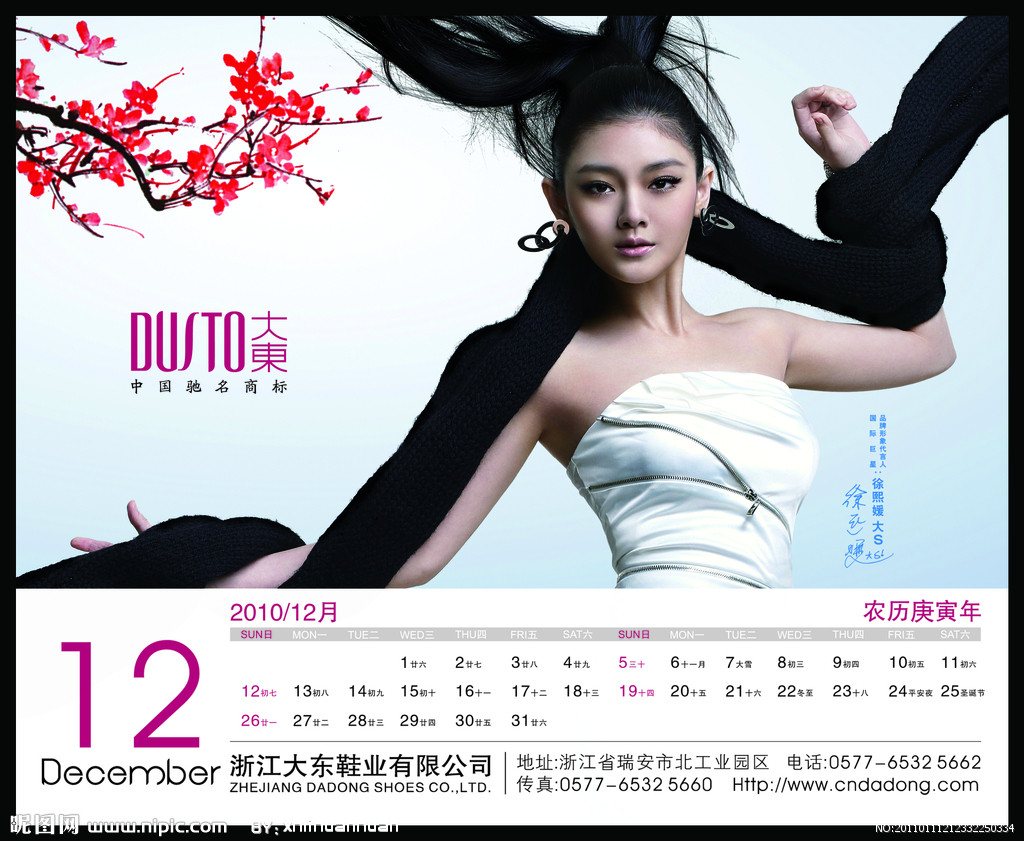 DUSTO大東
中国驰名商标
品牌形象代言人:
国际巨星
徐熙媛 大S
2010/12月
农历庚寅年
SUN日 MON一 TUE二 WED三 THU四 FRI五 SAT六 SUN日 MON一 TUE二 WED三 THU四 FRI五 SAT六
1廿六 2廿七 3廿八 4廿九 5三十 6十一月 7大雪 8初三 9初四 10初五 11初六
12初七 13初八 14初九 15初十 16十一 17十二 18十三 19十四 20十五 21十六 22冬至 23十八 24平安夜 25圣诞节
26廿一 27廿二 28廿三 29廿四 30廿五 31廿六
12
December
浙江大东鞋业有限公司
ZHEJIANG DADONG SHOES CO.,LTD.
地址:浙江省瑞安市北工业园区 电话:0577-6532 5662
传真:0577-6532 5660 Http://www.cndadong.com
昵图网 www.nipic.com
NO:20110111212332250334